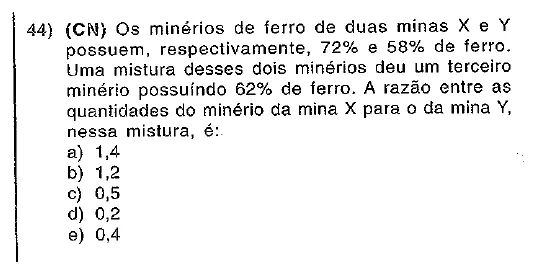 44) (CN) Os minérios de ferro de duas minas X e Y
possuem, respectivamente, 72% e 58% de ferro.
Uma mistura desses dois minérios deu um terceiro
minério possuíndo 62% de ferro. A razão entre as
quantidades do minério da mina X para o da mina Y,
nessa mistura, é:
a) 1,4
b) 1,2
c) 0,5
d) 0,2
e) 0,4